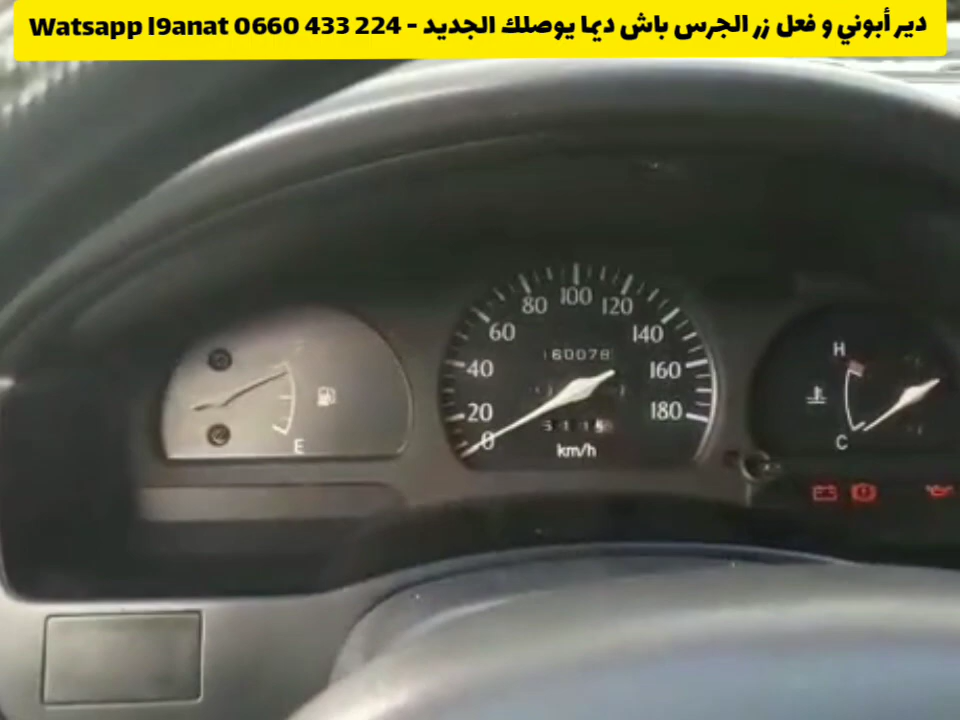 دير أبوني و فعل زر الجرس باش ديما يوصلك الجديد - Watsapp l9anat 0660 433 224
80 100 120
60 140
160078
40 160
20 180
0
km/h
E
H
C